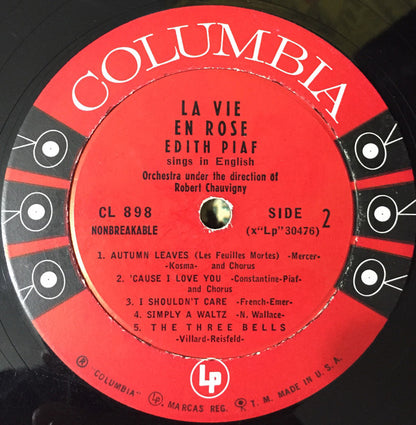 COLUMBIA
LA VIE
EN ROSE
EDITH PIAF
sings in English
Orchestra under the direction of
Robert Chauvigny
CL 898 SIDE 2
NONBREAKABLE (x"Lp"30476)
1. AUTUMN LEAVES (Les Feuilles Mortes) -Mercer-
-Kosma- and Chorus
2. 'CAUSE I LOVE YOU -Constantine-Piaf-
and Chorus
3. I SHOULDN'T CARE -French-Emer-
4. SIMPLY A WALTZ -N. Wallace-
5. THE THREE BELLS
-Villard-Reisfeld-
Lp
® "COLUMBIA", Lp, MARCAS REG. ® T. M. MADE IN U. S. A.